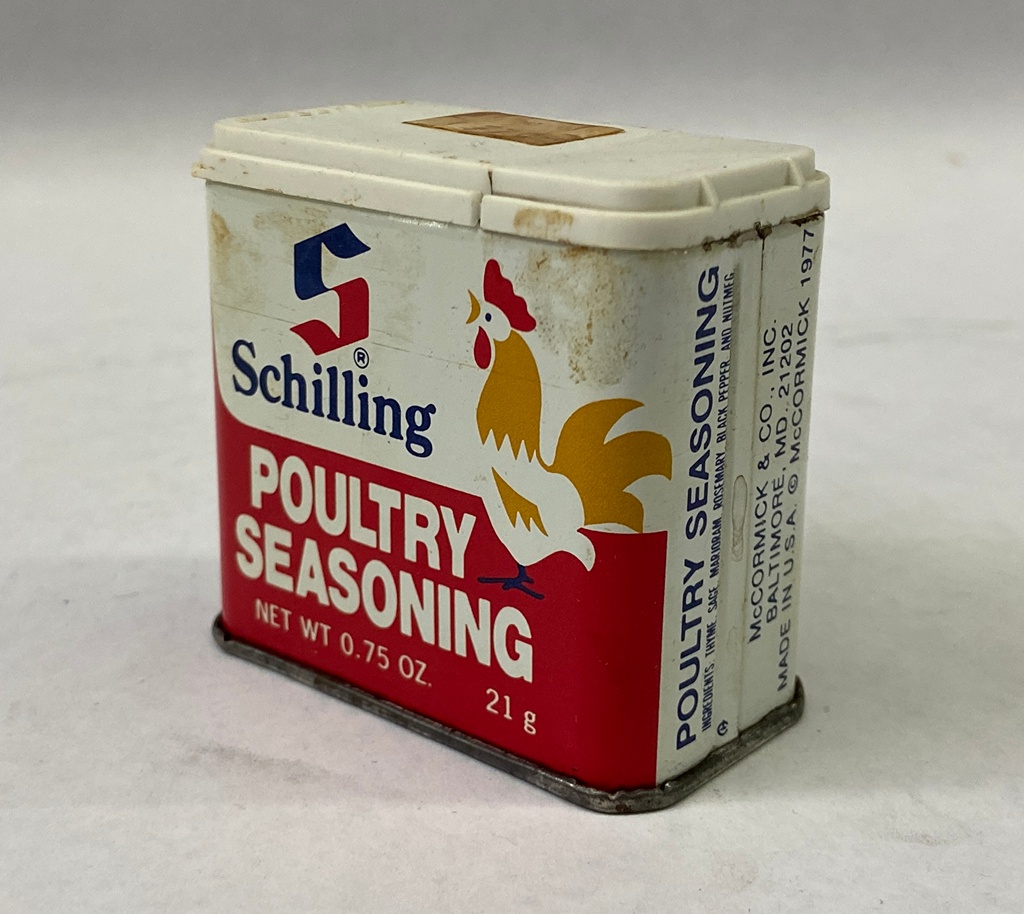 S
Schilling®
POULTRY
SEASONING
NET WT 0.75 OZ. 21 g
POULTRY SEASONING
INGREDIENTS: THYME, SAGE, MARJORAM, ROSEMARY, BLACK PEPPER, AND NUTMEG
McCORMICK & CO., INC.
BALTIMORE, MD. 21202
MADE IN U.S.A. © McCORMICK 1977